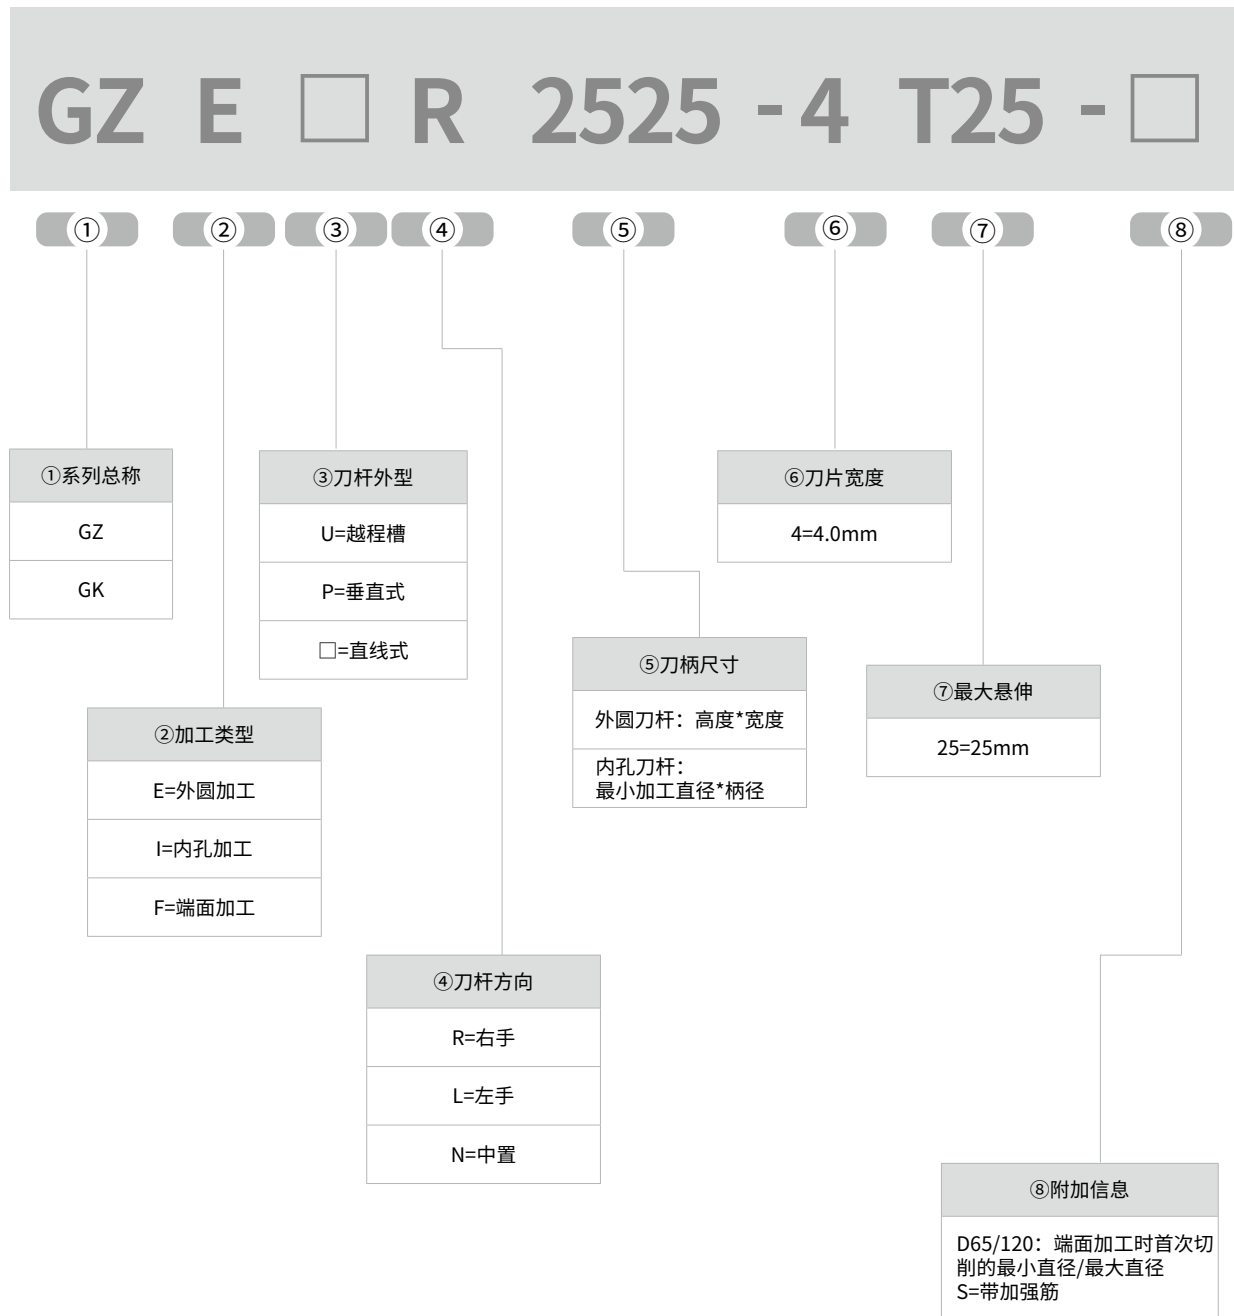 GZ E □ R 2525 -4 T25 -□
① ② ③ ④ ⑤ ⑥ ⑦ ⑧
①系列总称
GZ
GK
③刀杆外型
U=越程槽
P=垂直式
□=直线式
⑥刀片宽度
4=4.0mm
⑤刀柄尺寸
外圆刀杆：高度*宽度
内孔刀杆：
最小加工直径*柄径
⑦最大悬伸
25=25mm
②加工类型
E=外圆加工
I=内孔加工
F=端面加工
④刀杆方向
R=右手
L=左手
N=中置
⑧附加信息
D65/120：端面加工时首次切
削的最小直径/最大直径
S=带加强筋